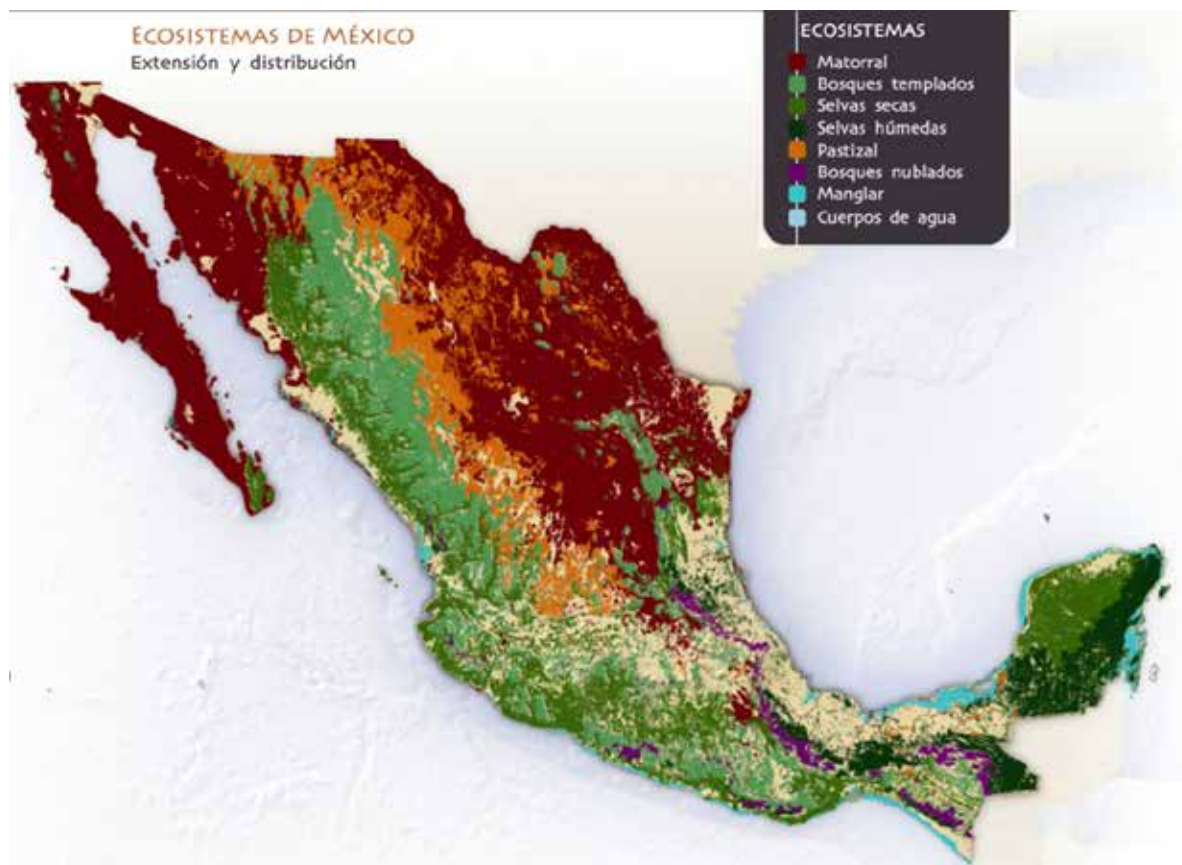 ECOSISTEMAS DE MÉXICO
Extensión y distribución
ECOSISTEMAS
Matorral
Bosques templados
Selvas secas
Selvas húmedas
Pastizal
Bosques nublados
Manglar
Cuerpos de agua